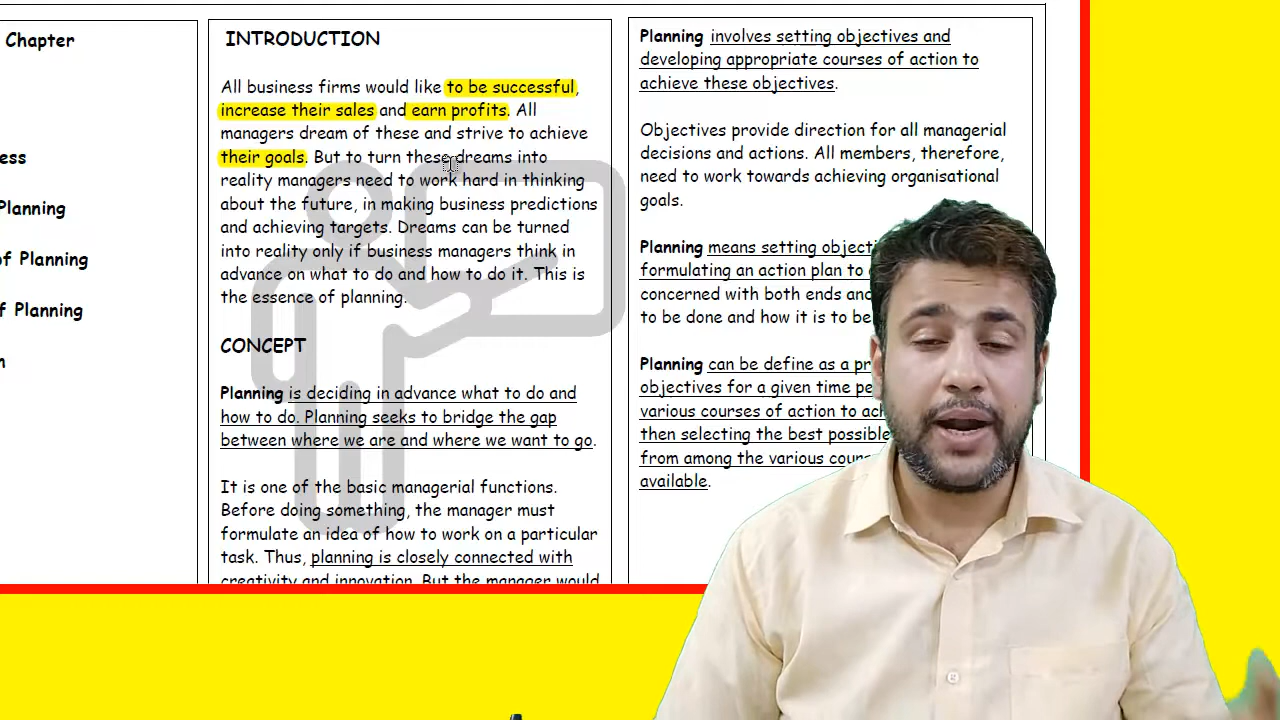 Chapter
ess
Planning
of Planning
f Planning
n
INTRODUCTION
All business firms would like to be successful,
increase their sales and earn profits. All
managers dream of these and strive to achieve
their goals. But to turn these dreams into
reality managers need to work hard in thinking
about the future, in making business predictions
and achieving targets. Dreams can be turned
into reality only if business managers think in
advance on what to do and how to do it. This is
the essence of planning.
CONCEPT
Planning is deciding in advance what to do and
how to do. Planning seeks to bridge the gap
between where we are and where we want to go.
It is one of the basic managerial functions.
Before doing something, the manager must
formulate an idea of how to work on a particular
task. Thus, planning is closely connected with
creativity and innovation. But the manager would
Planning involves setting objectives and
developing appropriate courses of action to
achieve these objectives.
Objectives provide direction for all managerial
decisions and actions. All members, therefore,
need to work towards achieving organisational
goals.
Planning means setting objecti
formulating an action plan to
concerned with both ends and
to be done and how it is to be
Planning can be define as a pr
objectives for a given time pe
various courses of action to ach
then selecting the best possible
from among the various cours
available.